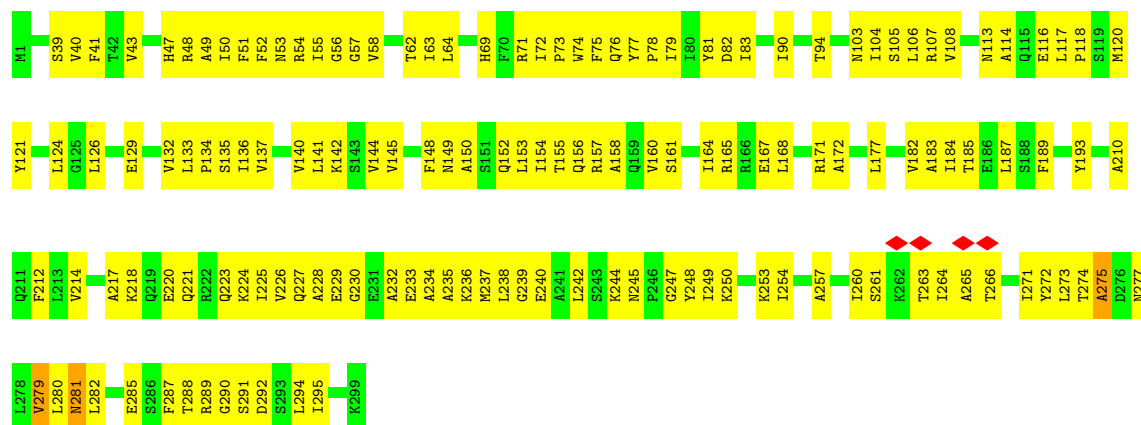 M1 S39 V40 F41 T42 V43 H47 R48 A49 I50 F51 F52 N53 R54 I55 G56 G57 V58 T62 I63 L64 H69 F70 R71 I72 P73 W74 F75 Q76 Y77 P78 I79 I80 Y81 D82 I83 I90 T94 N103 I104 S105 L106 R107 V108 N113 A114 Q115 E116 L117 P118 S119 M120
Y121 L124 G125 L126 E129 V132 L133 P134 S135 I136 V137 V140 L141 K142 S143 V144 V145 F148 N149 A150 S151 Q152 L153 I154 T155 Q156 R157 A158 Q159 V160 S161 I164 R165 R166 E167 L168 R171 A172 L177 V182 A183 I184 T185 E186 L187 S188 F189 Y193 A210
Q211 F212 L213 V214 A217 K218 Q219 E220 Q221 R222 Q223 K224 I225 V226 Q227 A228 E229 G230 E231 A232 E233 A234 A235 K236 M237 L238 G239 E240 A241 L242 S243 K244 N245 P246 G247 Y248 I249 K250 K253 I254 A257 I260 S261 K262 T263 I264 A265 T266 I271 Y272 L273 T274 A275 D276 N277
L278 V279 L280 N281 L282 E285 S286 F287 T288 R289 G290 S291 D292 S293 L294 I295 K299